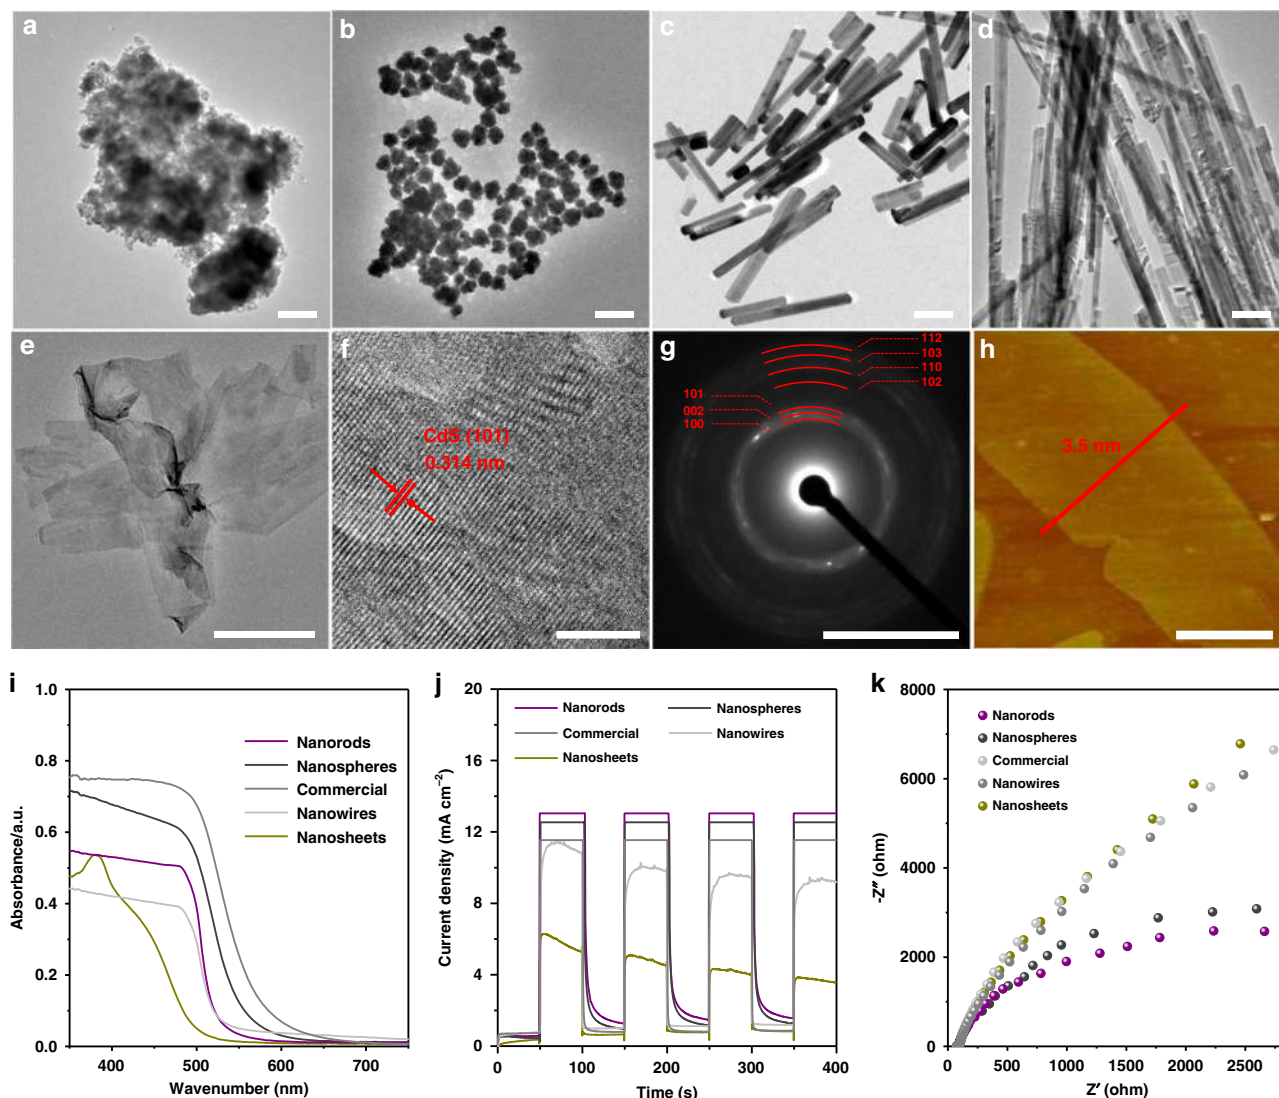 a
b
c
d
e
f
CdS (101)
0.314 nm
g
112
103
110
102
101
002
100
h
3.5 nm
i
1.0
0.8
0.6
0.4
0.2
0.0
400
500
600
700
Absorbance/a.u.
Wavenumber (nm)
Nanorods
Nanospheres
Commercial
Nanowires
Nanosheets
j
20
16
12
8
4
0
0
100
200
300
400
Current density (mA cm⁻²)
Time (s)
Nanorods
Nanospheres
Commercial
Nanowires
Nanosheets
k
8000
6000
4000
2000
0
0
500
1000
1500
2000
2500
-Z″ (ohm)
Z′ (ohm)
Nanorods
Nanospheres
Commercial
Nanowires
Nanosheets